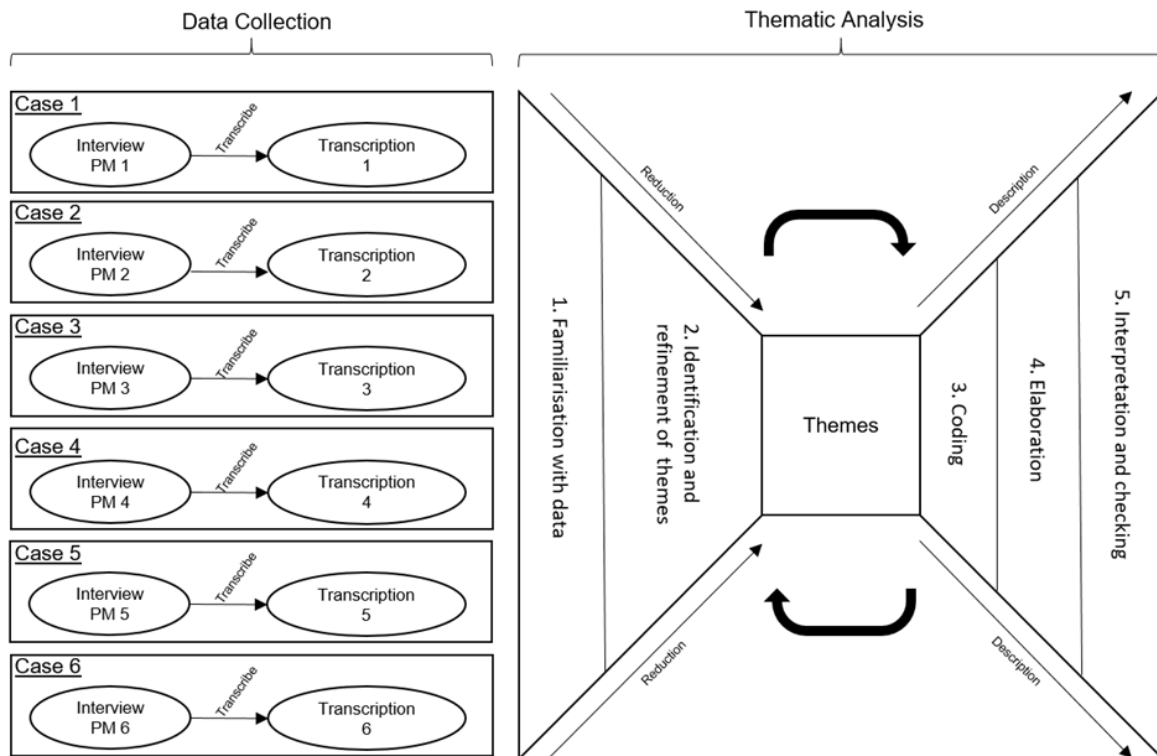 Data Collection
Case 1
Interview
PM 1
Transcribe
Transcription
1
Case 2
Interview
PM 2
Transcribe
Transcription
2
Case 3
Interview
PM 3
Transcribe
Transcription
3
Case 4
Interview
PM 4
Transcribe
Transcription
4
Case 5
Interview
PM 5
Transcribe
Transcription
5
Case 6
Interview
PM 6
Transcribe
Transcription
6
Thematic Analysis
Reduction
Description
1. Familiarisation with data
2. Identification and
refinement of themes
Themes
3. Coding
4. Elaboration
5. Interpretation and checking
Reduction
Description